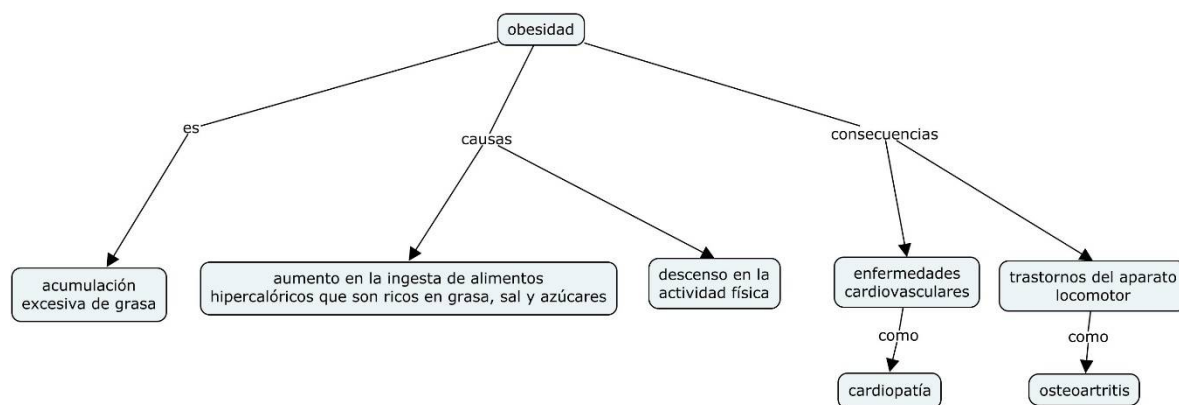 obesidad
es
causas
consecuencias
acumulación
excesiva de grasa
aumento en la ingesta de alimentos
hipercalóricos que son ricos en grasa, sal y azúcares
descenso en la
actividad física
enfermedades
cardiovasculares
trastornos del aparato
locomotor
como
como
cardiopatía
osteoartritis